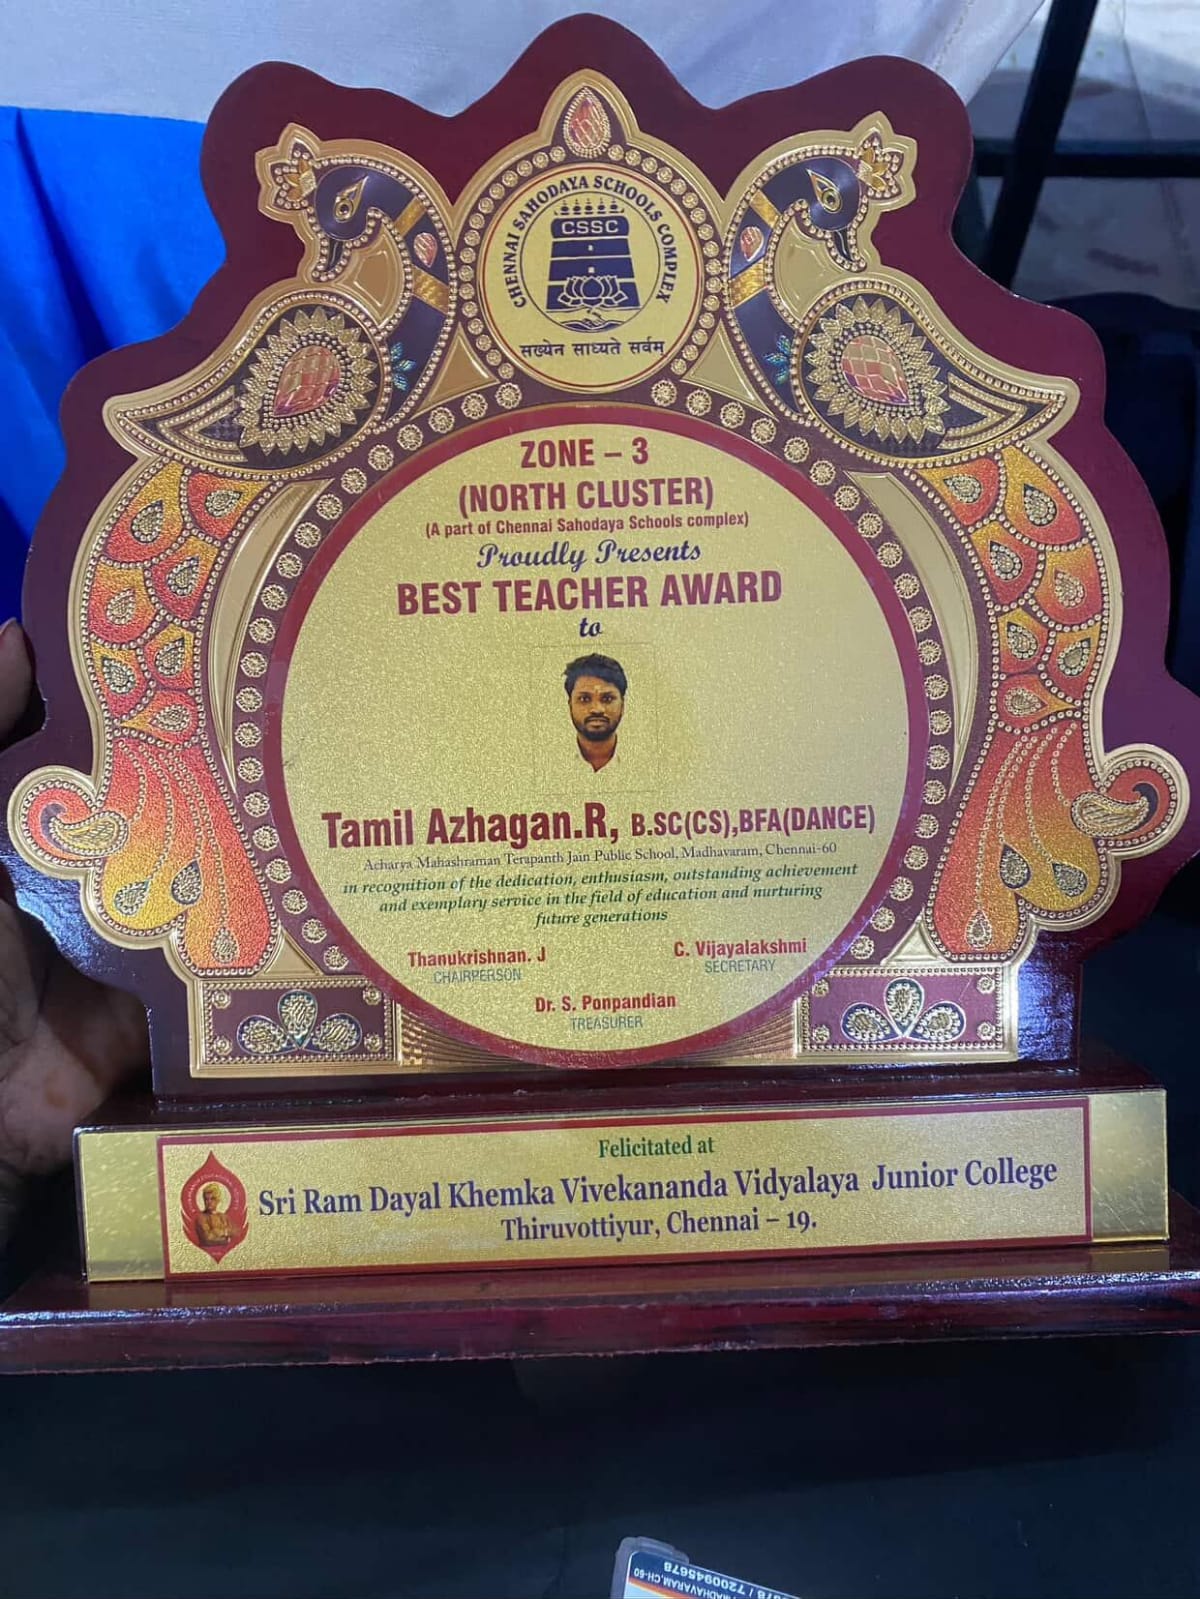 CHENNAI SAHODAYA SCHOOLS COMPLEX
CSSC
सख्येन साध्यते सर्वम्
ZONE – 3
(NORTH CLUSTER)
(A part of Chennai Sahodaya Schools complex)
Proudly Presents
BEST TEACHER AWARD
to
Tamil Azhagan.R, B.SC(CS),BFA(DANCE)
Acharya Mahashraman Terapanth Jain Public School, Madhavaram, Chennai-60
in recognition of the dedication, enthusiasm, outstanding achievement
and exemplary service in the field of education and nurturing
future generations
Thanukrishnan. J
CHAIRPERSON
C. Vijayalakshmi
SECRETARY
Dr. S. Ponpandian
TREASURER
Felicitated at
Sri Ram Dayal Khemka Vivekananda Vidyalaya Junior College
Thiruvottiyur, Chennai – 19.
/ 7200945678
MADHAVARAM,CH-60